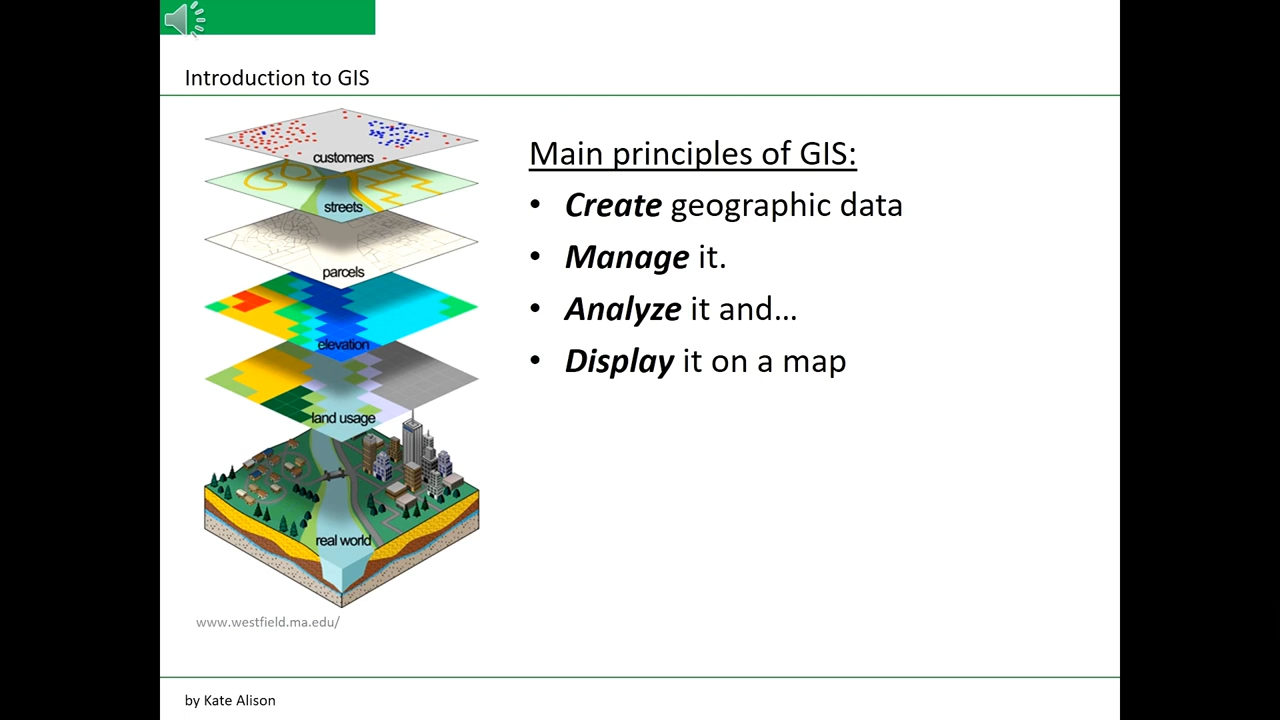 Introduction to GIS
customers
streets
parcels
elevation
land usage
real world
www.westfield.ma.edu/
Main principles of GIS:
• Create geographic data
• Manage it.
• Analyze it and...
• Display it on a map
by Kate Alison